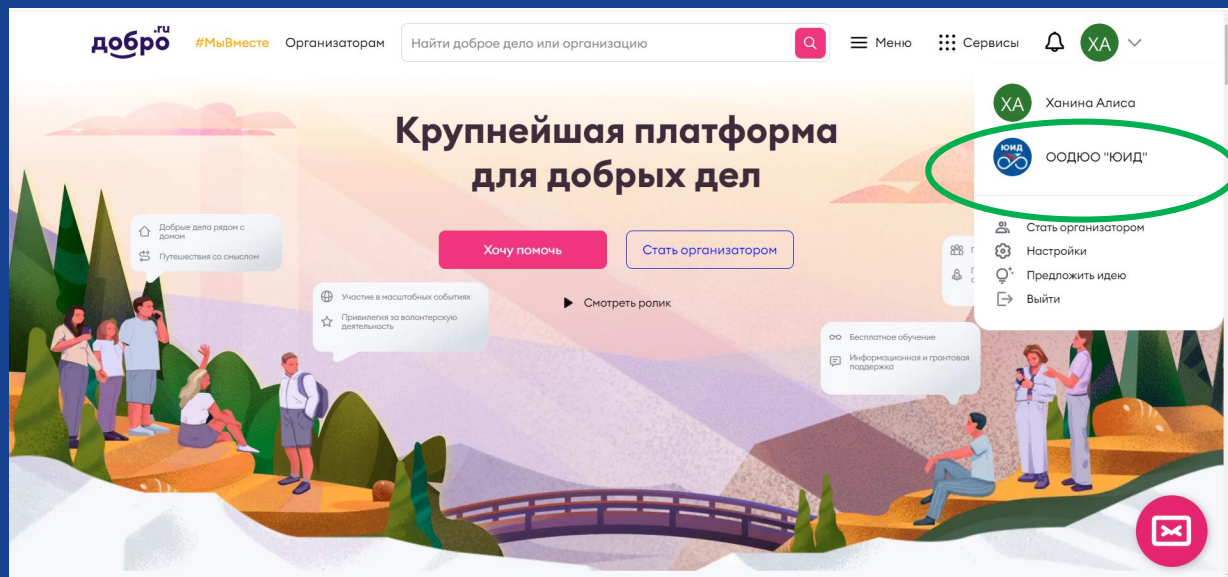 добро.ru
#МыВместе
Организаторам
Найти доброе дело или организацию
Меню
Сервисы
ХА
ХА
Ханина Алиса
ЮИД
ООДЮО "ЮИД"
Стать организатором
Настройки
Предложить идею
Выйти
Крупнейшая платформа
для добрых дел
Хочу помочь
Стать организатором
Смотреть ролик
Добрые дела рядом с
домом
Путешествия со смыслом
Участие в масштабных событиях
Привилегия за волонтерскую
деятельность
Бесплатное обучение
Информационная и грантовая
поддержка